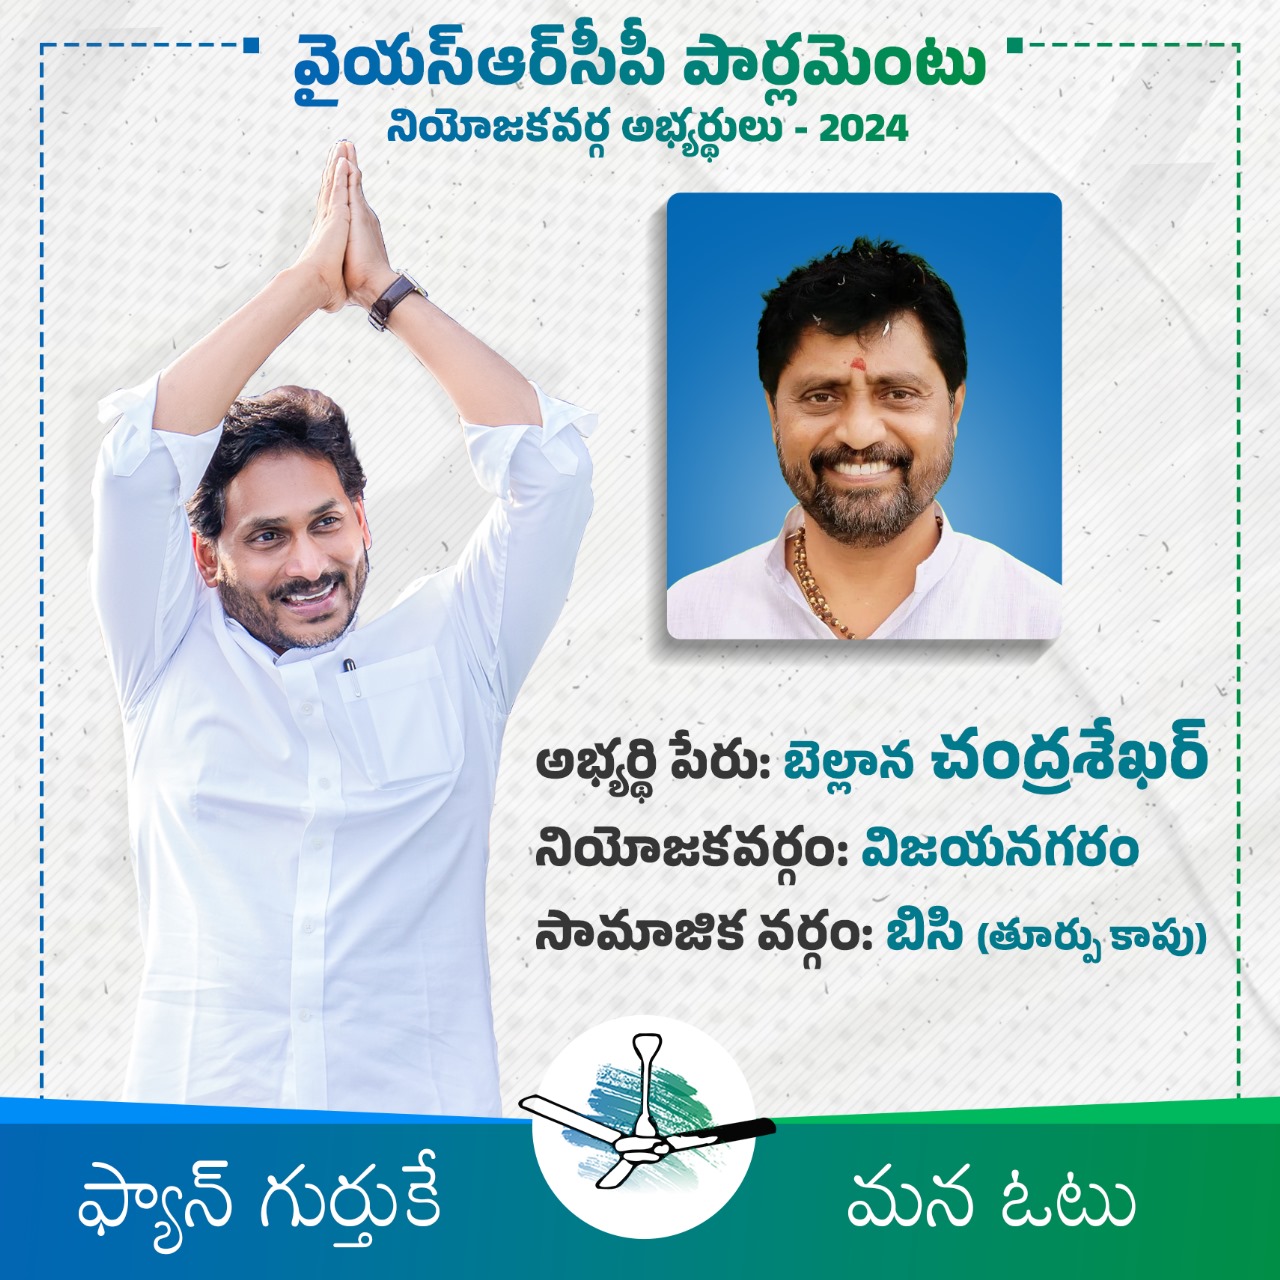 వైయస్ఆర్‌సీపీ పార్లమెంటు
నియోజకవర్గ అభ్యర్థులు - 2024
అభ్యర్థి పేరు: బెల్లాన చంద్రశేఖర్
నియోజకవర్గం: విజయనగరం
సామాజిక వర్గం: బిసి (తూర్పు కాపు)
ఫ్యాన్ గుర్తుకే మన ఓటు